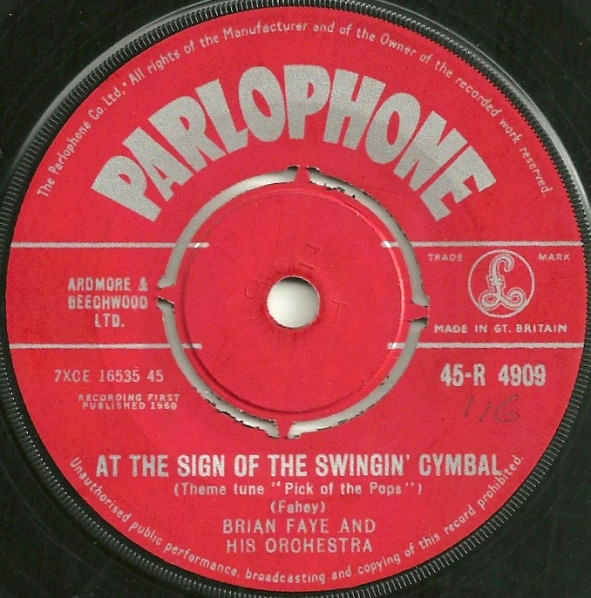 The Parlophone Co. Ltd., All rights of the Manufacturer and of the Owner of the recorded work reserved.
PARLOPHONE
ARDMORE &
BEECHWOOD
LTD.
TRADE MARK
£
MADE IN GT. BRITAIN
7XCE 16535 45
RECORDING FIRST
PUBLISHED 1960
45-R 4909
AT THE SIGN OF THE SWINGIN' CYMBAL
(Theme tune "Pick of the Pops")
(Fahey)
BRIAN FAYE AND
HIS ORCHESTRA
Unauthorised public performance, broadcasting and copying of this record prohibited.